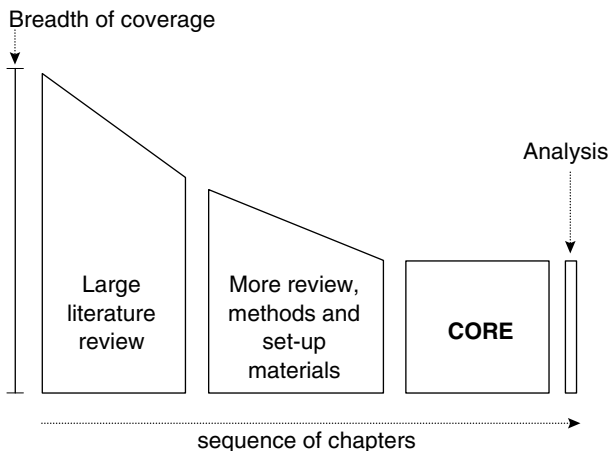 Breadth of coverage
Analysis
Large
literature
review
More review,
methods and
set-up
materials
CORE
sequence of chapters